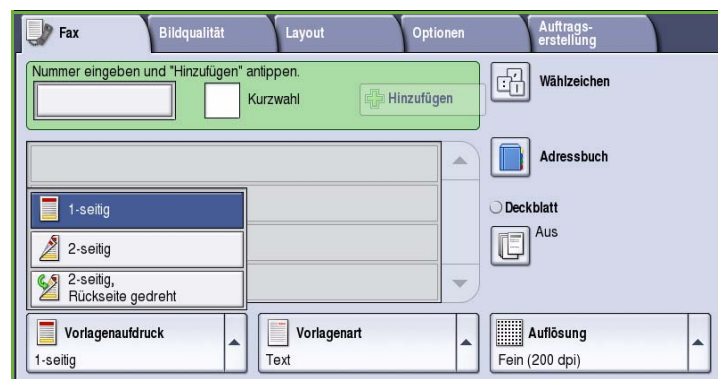 Fax
Bildqualität
Layout
Optionen
Auftrags-
erstellung
Nummer eingeben und "Hinzufügen" antippen.
Kurzwahl
Hinzufügen
Wählzeichen
Adressbuch
1-seitig
2-seitig
2-seitig,
Rückseite gedreht
Deckblatt
Aus
Vorlagenaufdruck
1-seitig
Vorlagenart
Text
Auflösung
Fein (200 dpi)